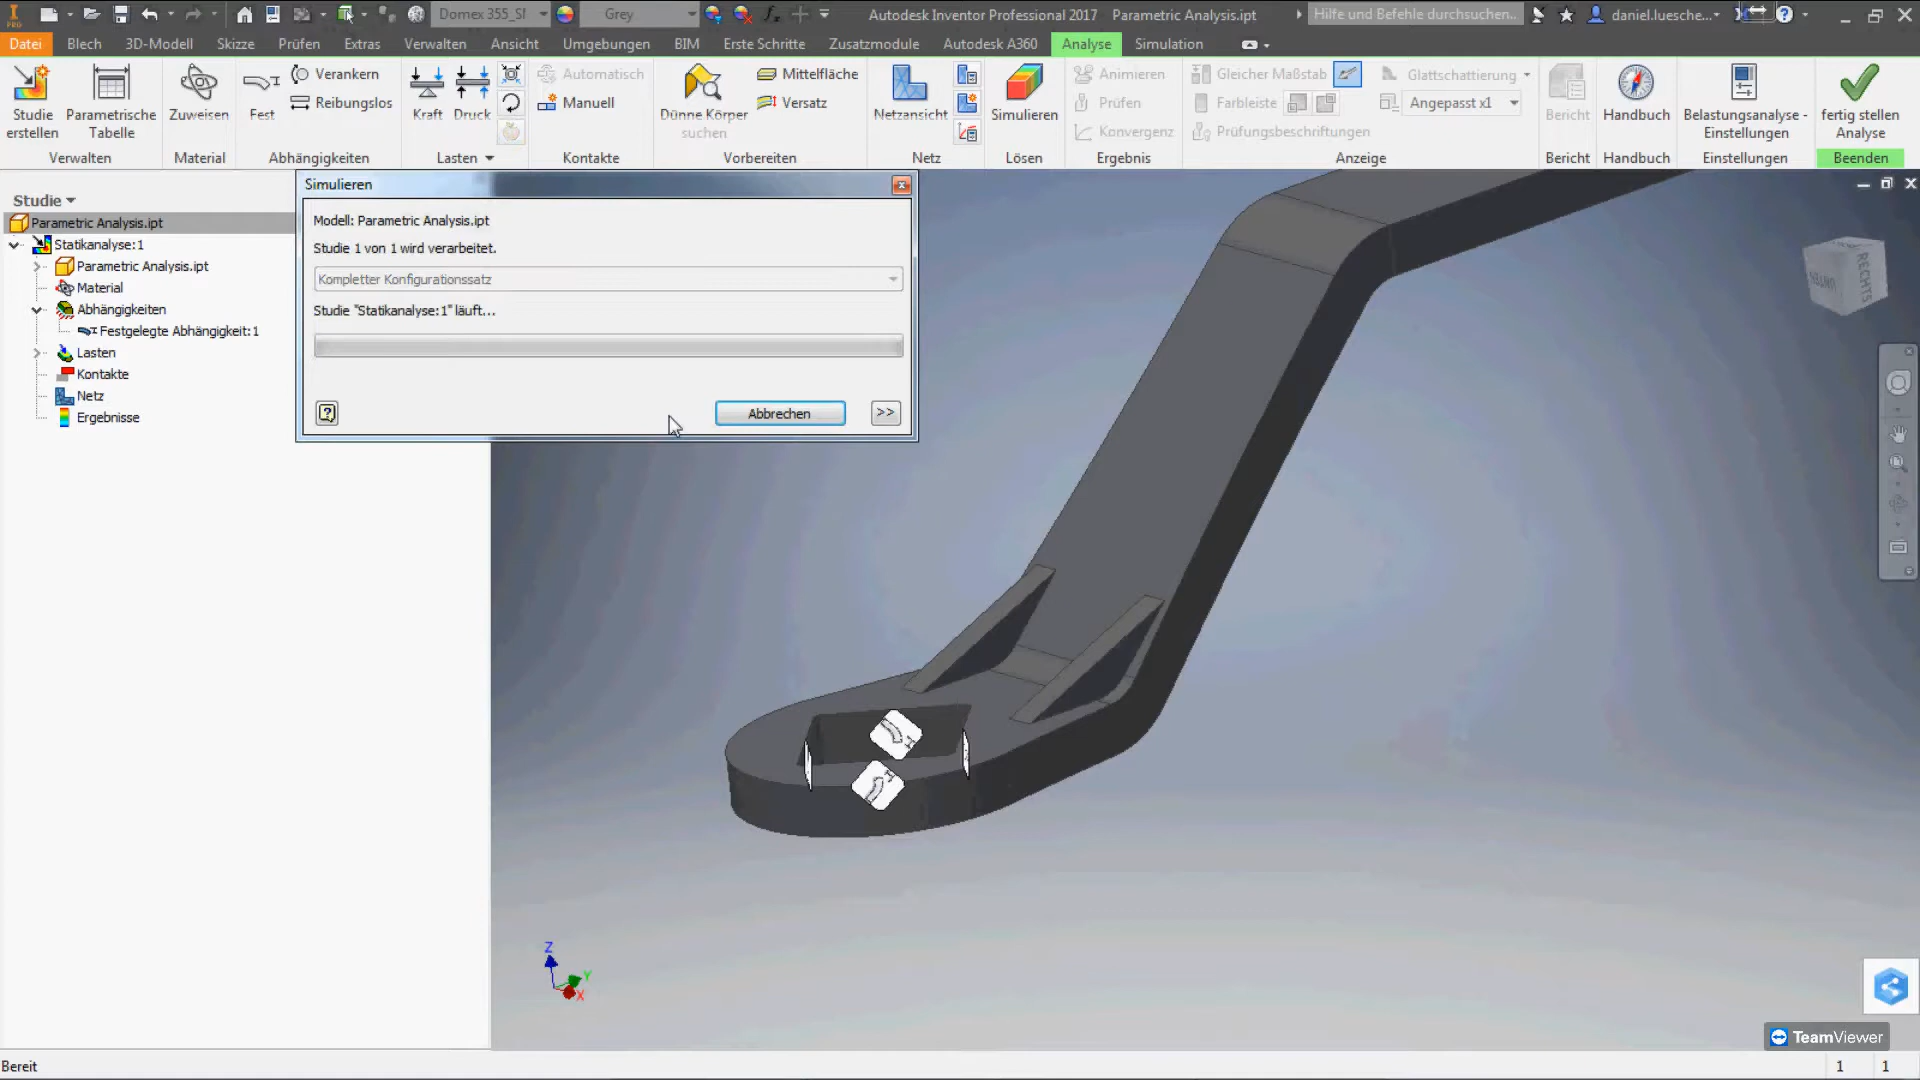 Domex 355_St
Grey
Autodesk Inventor Professional 2017 Parametric Analysis.ipt
Hilfe und Befehle durchsuchen...
daniel.luesche...
PRO
Datei Blech 3D-Modell Skizze Prüfen Extras Verwalten Ansicht Umgebungen BIM Erste Schritte Zusatzmodule Autodesk A360 Analyse Simulation
Studie erstellen
Parametrische Tabelle
Verwalten
Zuweisen
Material
Fest
Verankern
Reibungslos
Abhängigkeiten
Kraft
Druck
Lasten
Automatisch
Manuell
Kontakte
Dünne Körper suchen
Mittelfläche
Versatz
Vorbereiten
Netzansicht
Netz
Simulieren
Lösen
Animieren
Prüfen
Konvergenz
Ergebnis
Gleicher Maßstab
Farbleiste
Prüfungsbeschriftungen
Glattschattierung
Angepasst x1
Anzeige
Bericht
Bericht
Handbuch
Handbuch
Belastungsanalyse -
Einstellungen
Einstellungen
fertig stellen
Analyse
Beenden
Studie
Parametric Analysis.ipt
Statikanalyse:1
Parametric Analysis.ipt
Material
Abhängigkeiten
Festgelegte Abhängigkeit:1
Lasten
Kontakte
Netz
Ergebnisse
Simulieren
Modell: Parametric Analysis.ipt
Studie 1 von 1 wird verarbeitet.
Kompletter Konfigurationssatz
Studie "Statikanalyse:1" läuft...
Abbrechen
>>
RECHTS
UNTEN
Z
Y
X
TeamViewer
Bereit
1 1